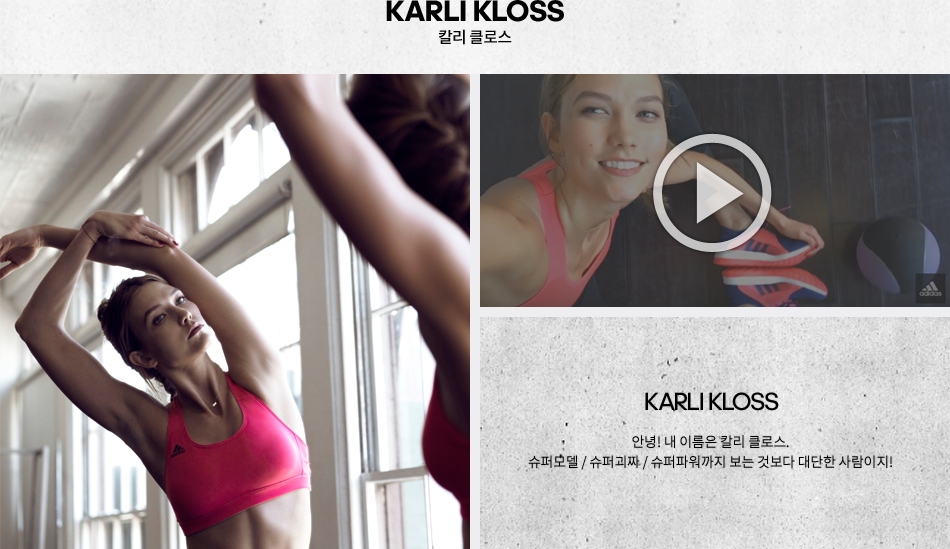 KARLI KLOSS
칼리 클로스
adidas
KARLI KLOSS
안녕! 내 이름은 칼리 클로스.
슈퍼모델 / 슈퍼괴짜 / 슈퍼파워까지 보는 것보다 대단한 사람이지!